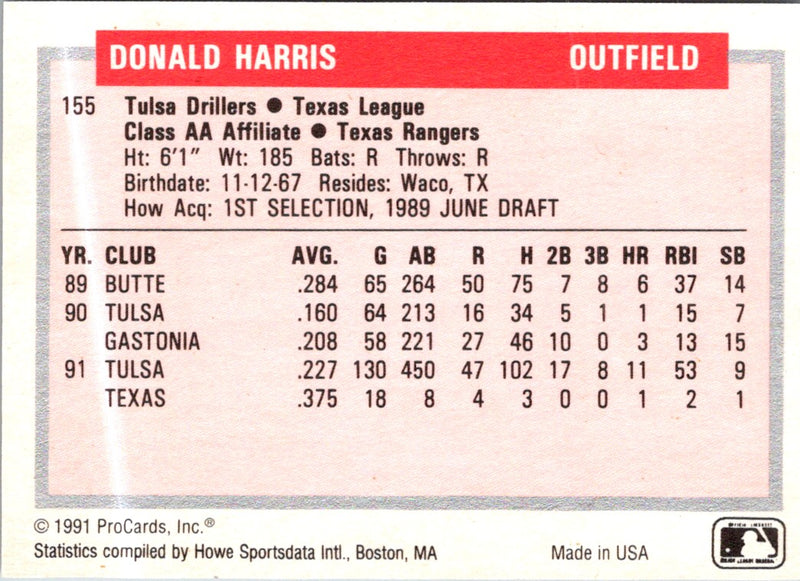 DONALD HARRIS OUTFIELD
155 Tulsa Drillers ● Texas League
Class AA Affiliate ● Texas Rangers
Ht: 6'1" Wt: 185 Bats: R Throws: R
Birthdate: 11-12-67 Resides: Waco, TX
How Acq: 1ST SELECTION, 1989 JUNE DRAFT
YR. CLUB AVG. G AB R H 2B 3B HR RBI SB
89 BUTTE .284 65 264 50 75 7 8 6 37 14
90 TULSA .160 64 213 16 34 5 1 1 15 7
GASTONIA .208 58 221 27 46 10 0 3 13 15
91 TULSA .227 130 450 47 102 17 8 11 53 9
TEXAS .375 18 8 4 3 0 0 1 2 1
© 1991 ProCards, Inc.®
Statistics compiled by Howe Sportsdata Intl., Boston, MA Made in USA